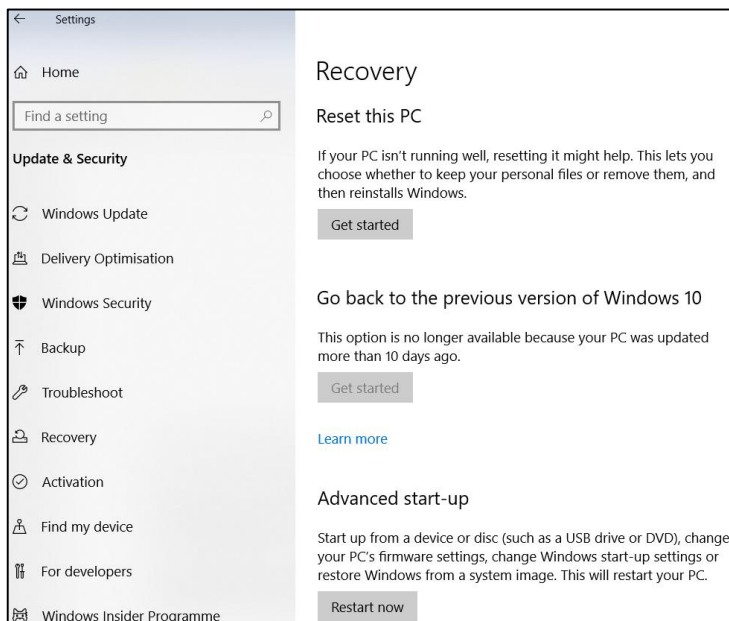 Settings
Home
Find a setting
Update & Security
Windows Update
Delivery Optimisation
Windows Security
Backup
Troubleshoot
Recovery
Activation
Find my device
For developers
Windows Insider Programme
Recovery
Reset this PC
If your PC isn't running well, resetting it might help. This lets you
choose whether to keep your personal files or remove them, and
then reinstalls Windows.
Get started
Go back to the previous version of Windows 10
This option is no longer available because your PC was updated
more than 10 days ago.
Get started
Learn more
Advanced start-up
Start up from a device or disc (such as a USB drive or DVD), change
your PC's firmware settings, change Windows start-up settings or
restore Windows from a system image. This will restart your PC.
Restart now